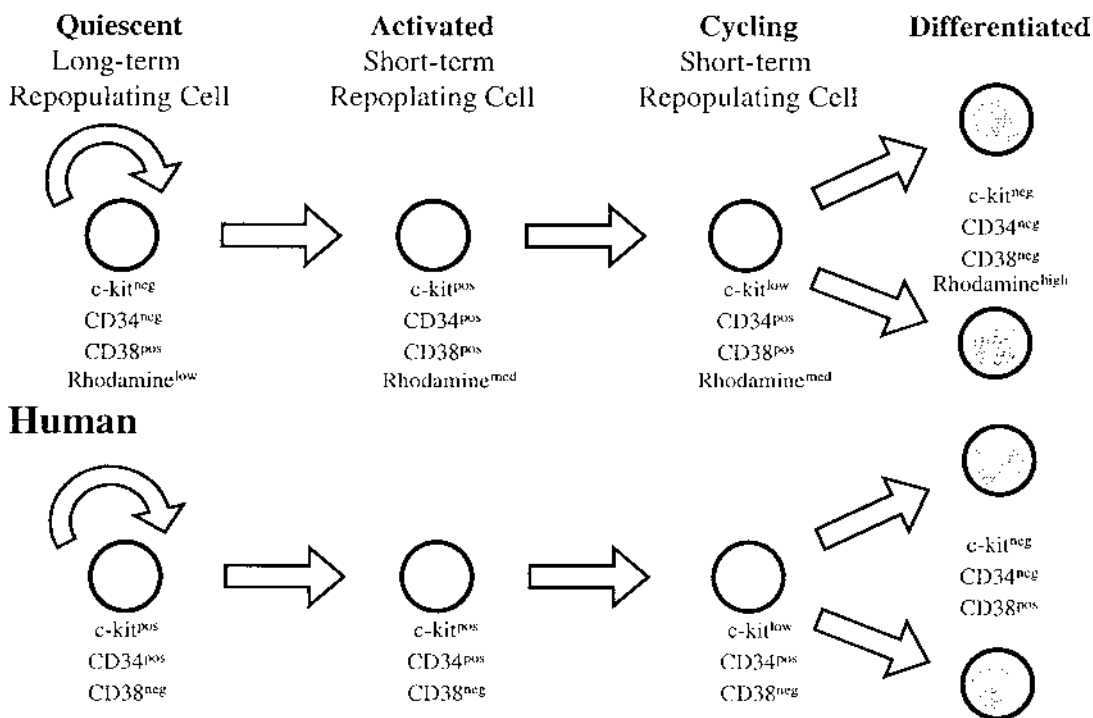 Quiescent
Long-term
Repopulating Cell
Activated
Short-term
Repoplating Cell
Cycling
Short-term
Repopulating Cell
Differentiated
c-kitneg
CD34neg
CD38pos
Rhodaminelow
c-kitpos
CD34pos
CD38pos
Rhodaminemed
c-kitlow
CD34pos
CD38pos
Rhodaminemed
c-kitneg
CD34neg
CD38neg
Rhodaminehigh
Human
c-kitpos
CD34pos
CD38neg
c-kitpos
CD34pos
CD38neg
c-kitlow
CD34pos
CD38neg
c-kitneg
CD34neg
CD38pos